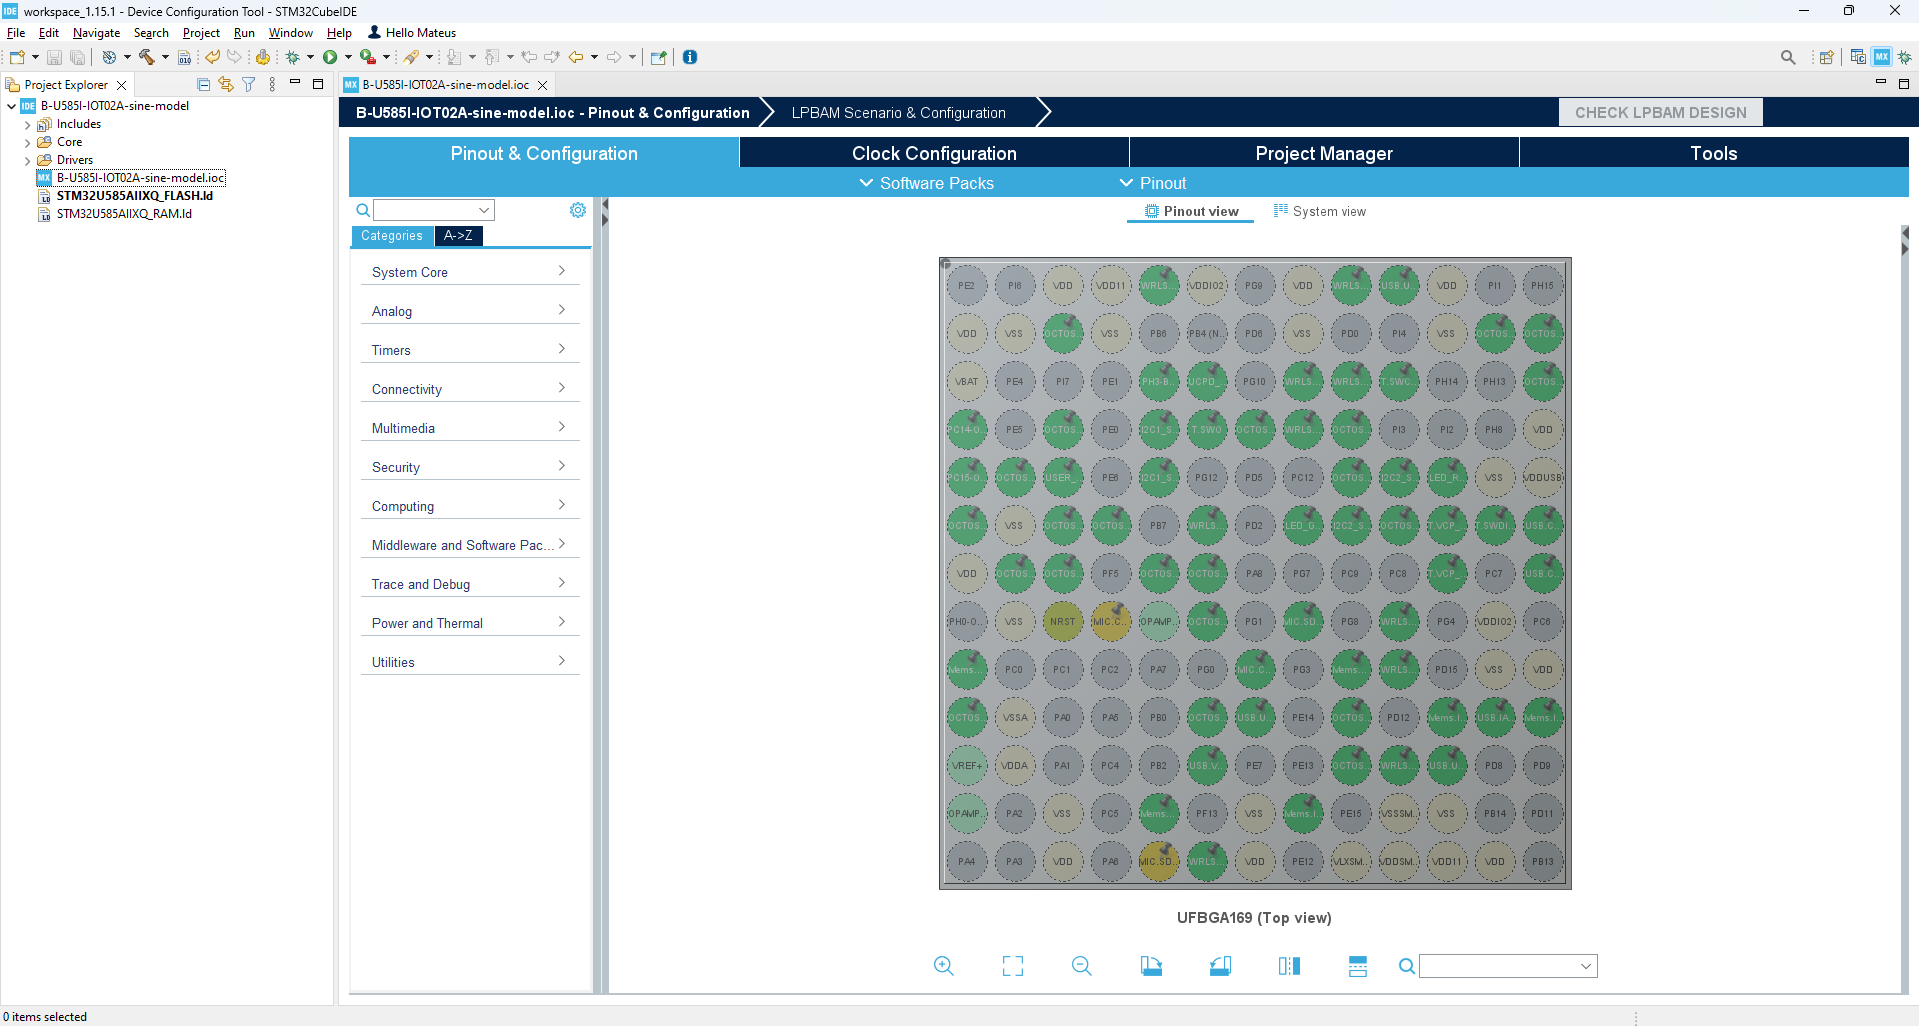 IDE workspace_1.15.1 - Device Configuration Tool - STM32CubeIDE
File Edit Navigate Search Project Run Window Help Hello Mateus
Project Explorer
MX B-U585I-IOT02A-sine-model.ioc
IDE B-U585I-IOT02A-sine-model
Includes
Core
Drivers
MX B-U585I-IOT02A-sine-model.ioc
STM32U585AIIXQ_FLASH.ld
STM32U585AIIXQ_RAM.ld
B-U585I-IOT02A-sine-model.ioc - Pinout & Configuration
LPBAM Scenario & Configuration
CHECK LPBAM DESIGN
Pinout & Configuration Clock Configuration Project Manager Tools
Software Packs Pinout
Pinout view System view
Categories A->Z
System Core
Analog
Timers
Connectivity
Multimedia
Security
Computing
Middleware and Software Pac...
Trace and Debug
Power and Thermal
Utilities
PE2 PI6 VDD VDD11 WRLS... VDDIO2 PG9 VDD WRLS... USB.U... VDD PI1 PH15
VDD VSS OCTOS... VSS PB6 PB4 (N... PD6 VSS PD0 PI4 VSS OCTOS... OCTOS...
VBAT PE4 PI7 PE1 PH3-B... UCPD_... PG10 WRLS... WRLS... T.SWC... PH14 PH13 OCTOS...
PC14-O... PE5 OCTOS... PE0 I2C1_S... T.SWO OCTOS... WRLS... OCTOS... PI3 PI2 PH8 VDD
PC15-O... OCTOS... USER_... PE6 I2C1_S... PG12 PD5 PC12 OCTOS... I2C2_S... LED_R... VSS VDDUSB
OCTOS... VSS OCTOS... OCTOS... PB7 WRLS... PD2 LED_G... I2C2_S... OCTOS... T.VCP_... T.SWDI... USB.C...
VDD OCTOS... OCTOS... PF5 OCTOS... OCTOS... PA8 PG7 PC9 PC8 T.VCP_... PC7 USB.C...
PH0-O... VSS NRST MIC.C... OPAMP... OCTOS... PG1 MIC.SD... PG8 WRLS... PG4 VDDIO2 PC6
Mems... PC0 PC1 PC2 PA7 PG0 MIC.C... PG3 Mems... WRLS... PD15 VSS VDD
OCTOS... VSSA PA0 PA5 PB0 OCTOS... USB.U... PE14 OCTOS... PD12 Mems.I... USB.IA... Mems.I...
VREF+ VDDA PA1 PC4 PB2 USB.V... PE7 PE13 OCTOS... WRLS... USB.U... PD8 PD9
OPAMP... PA2 VSS PC5 Mems... PF13 VSS Mems.I... PE15 VSSSM... VSS PB14 PD11
PA4 PA3 VDD PA6 MIC.SD... WRLS... VDD PE12 VLXSM... VDDSM... VDD11 VDD PB13
UFBGA169 (Top view)
0 items selected